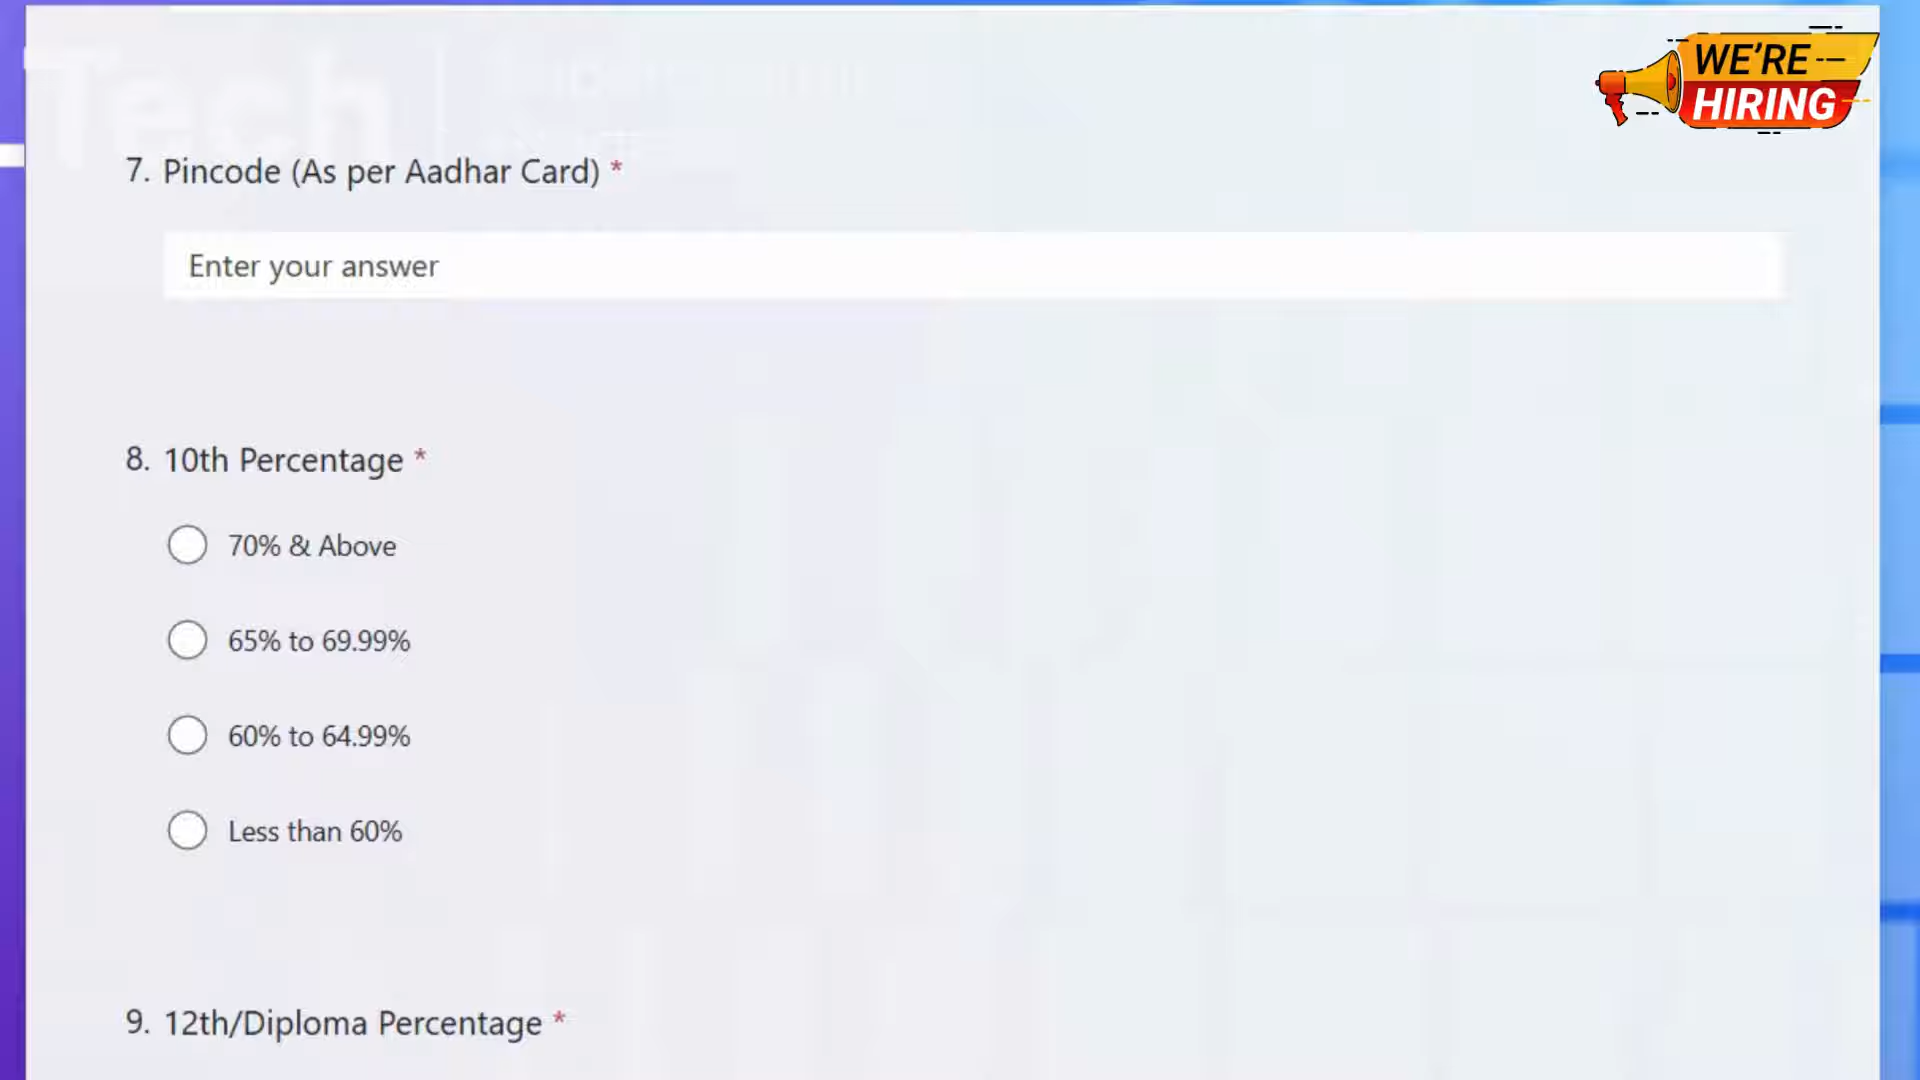 Tech
WE'RE
HIRING
7. Pincode (As per Aadhar Card) *
Enter your answer
8. 10th Percentage *
70% & Above
65% to 69.99%
60% to 64.99%
Less than 60%
9. 12th/Diploma Percentage *